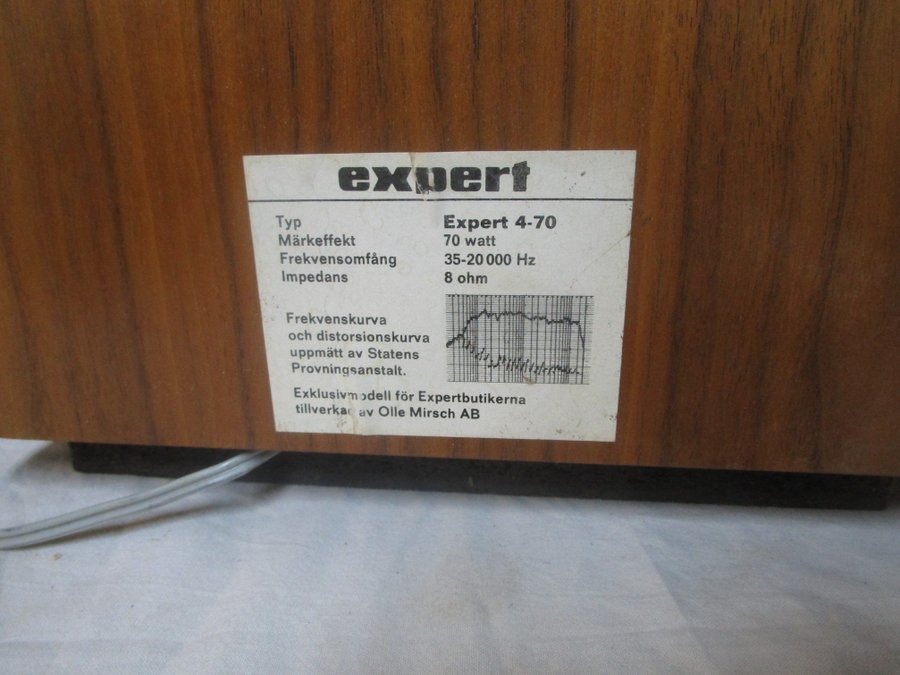 expert
Typ Expert 4-70
Märkeffekt 70 watt
Frekvensomfång 35-20 000 Hz
Impedans 8 ohm
Frekvenskurva
och distorsionskurva
uppmätt av Statens
Provningsanstalt.
Exklusivmodell för Expertbutikerna
tillverkad av Olle Mirsch AB